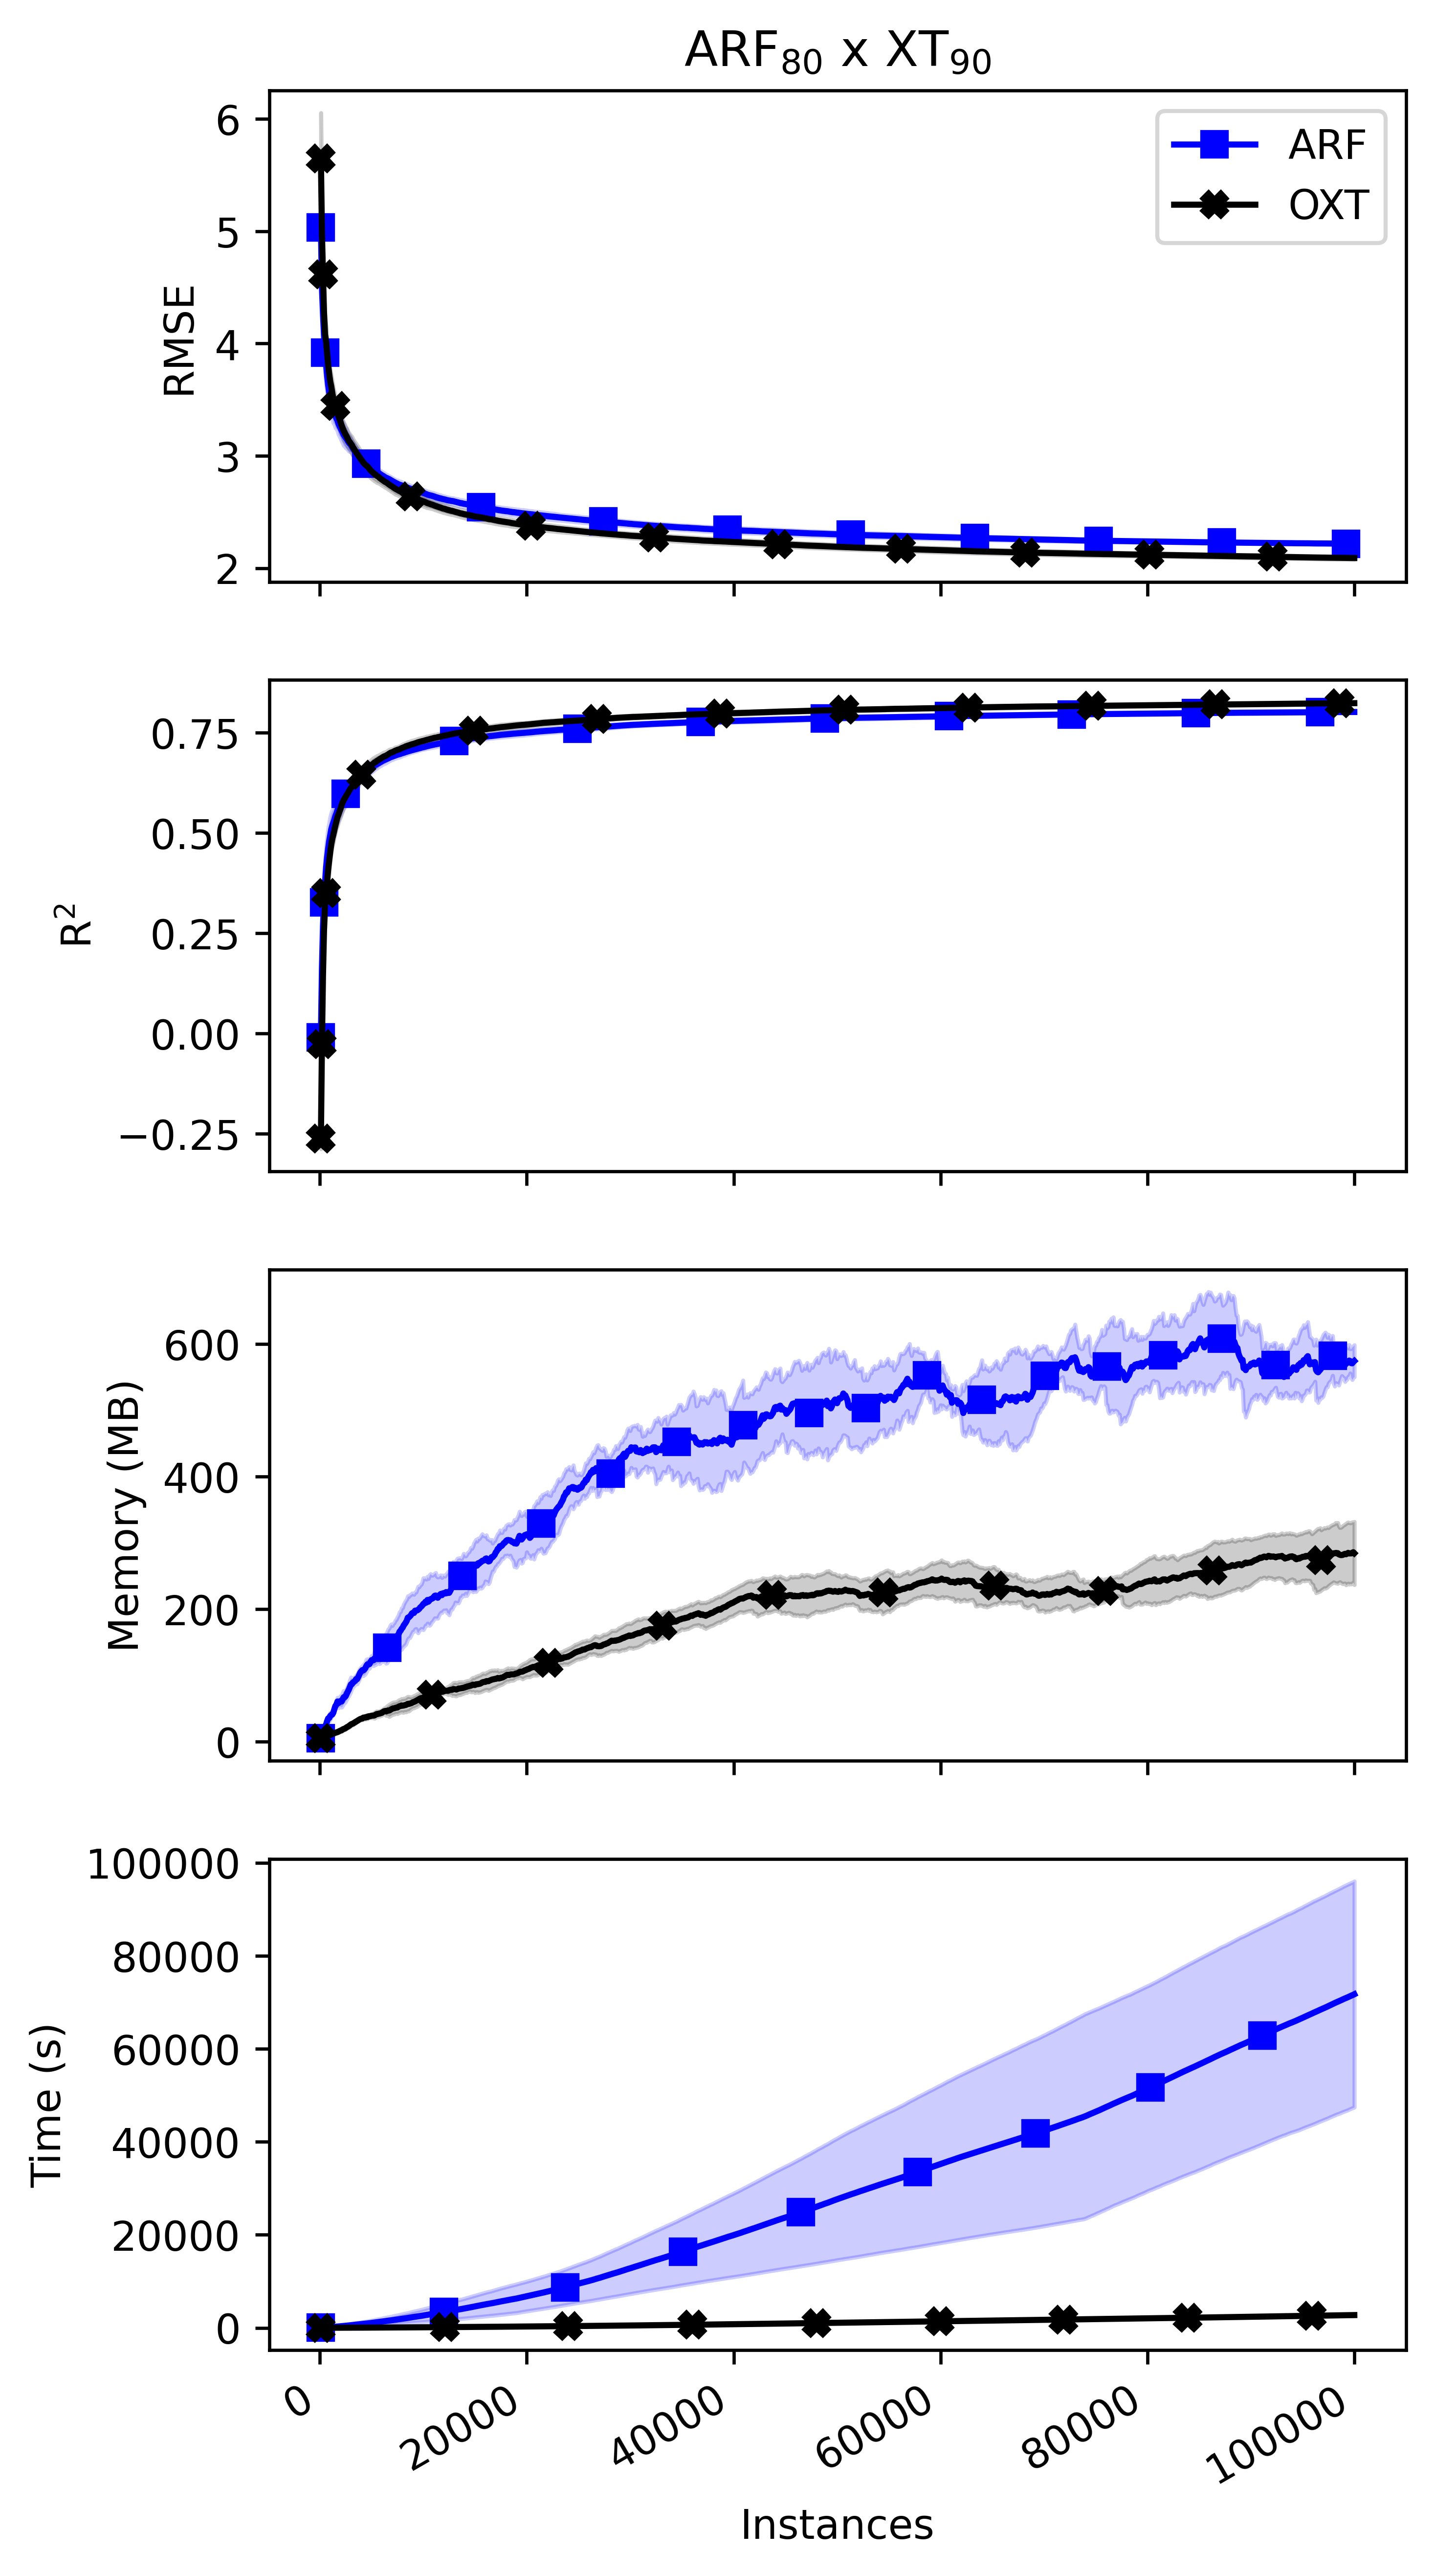 ARF₈₀ x XT₉₀
6
5
4
3
2
RMSE
ARF
OXT
0.75
0.50
0.25
0.00
−0.25
R²
600
400
200
0
Memory (MB)
100000
80000
60000
40000
20000
0
Time (s)
0 20000 40000 60000 80000 100000
Instances